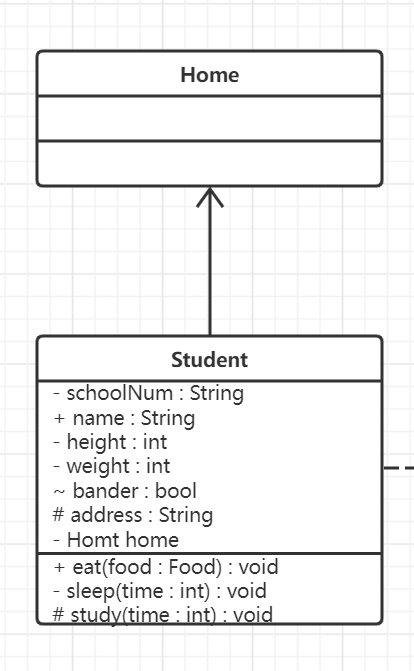 Home
Student
- schoolNum : String
+ name : String
- height : int
- weight : int
~ bander : bool
# address : String
- Homt home
+ eat(food : Food) : void
- sleep(time : int) : void
# study(time : int) : void